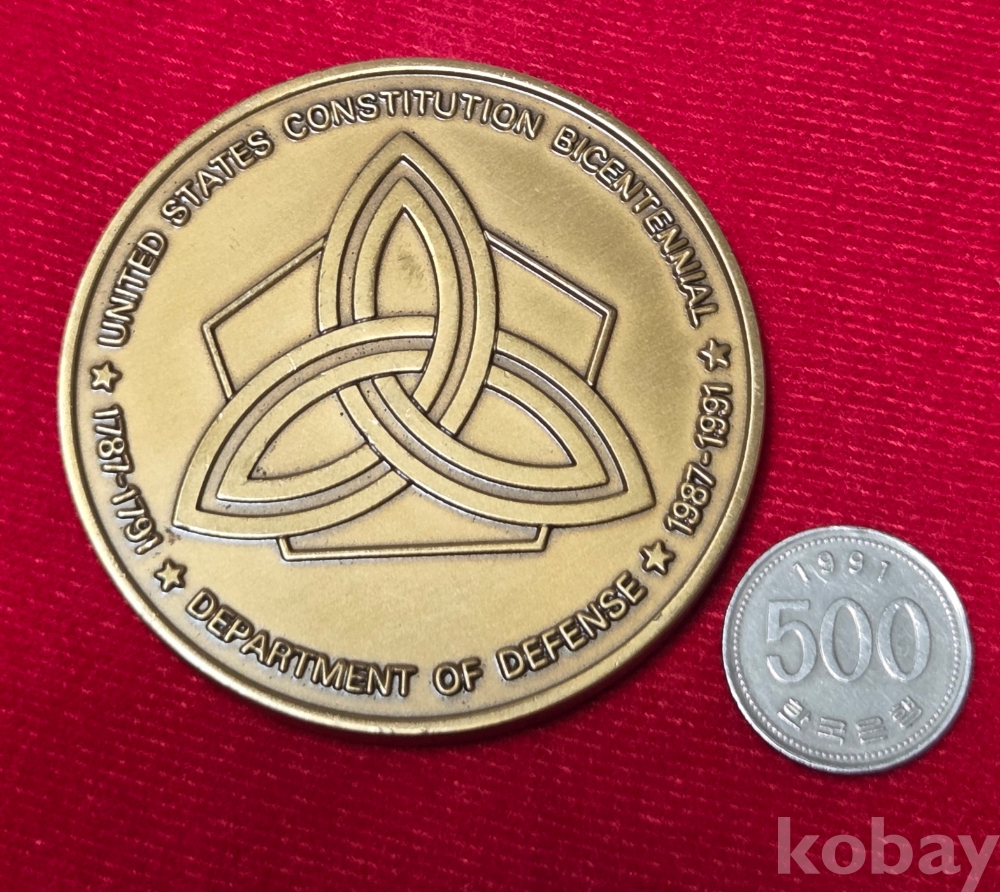 UNITED STATES CONSTITUTION BICENTENNIAL
1787-1791
1987-1991
DEPARTMENT OF DEFENSE
1991
500
한국은행
kobay